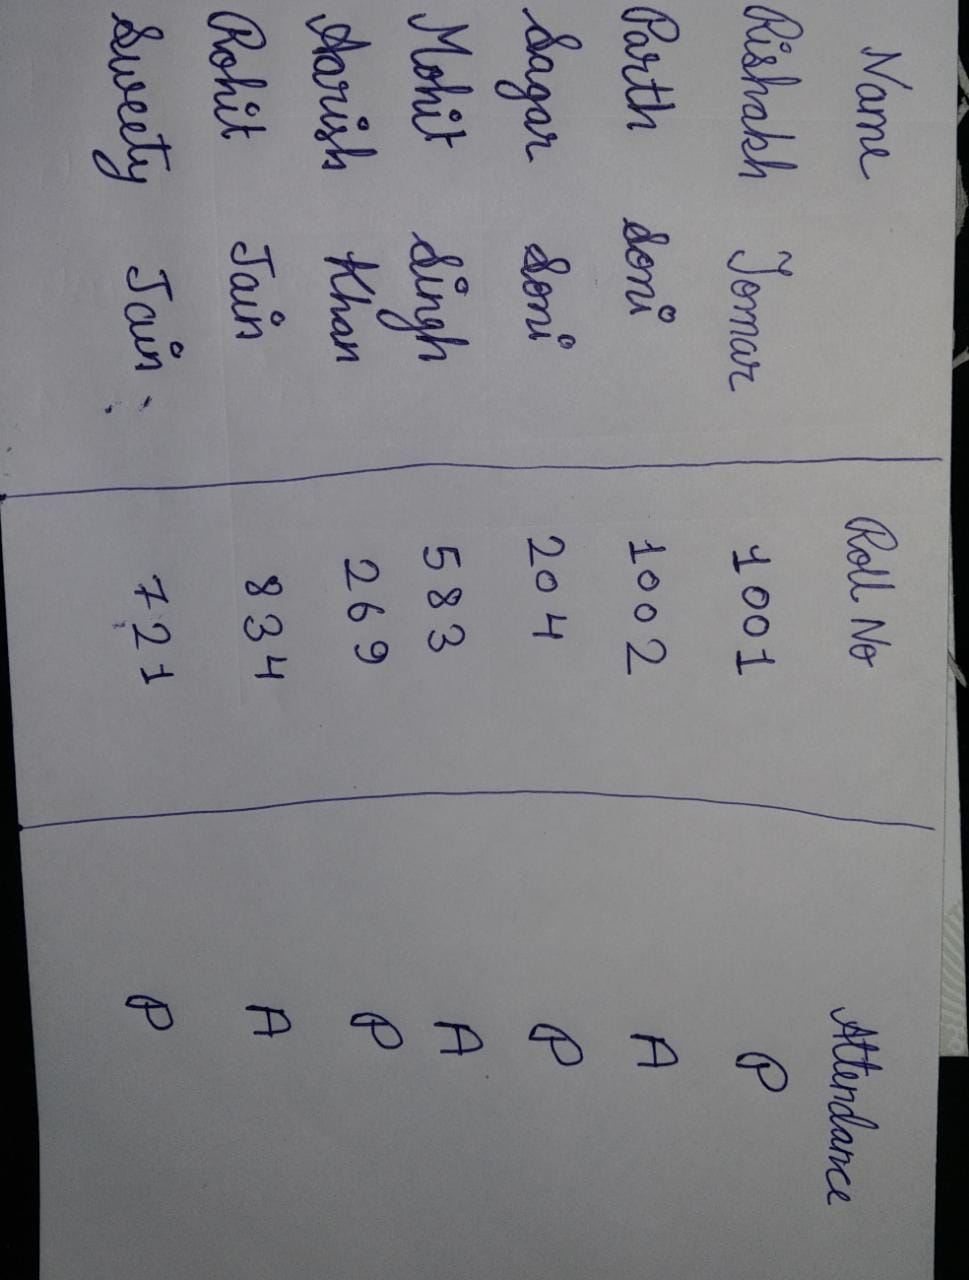 Name Roll No Attendance
Rishakh Tomar 1001 P
Parth Soni 1002 A
Sagar Soni 204 P
Mohit Singh 583 A
Aarish Khan 269 P
Rohit Jain 834 A
Sweety Jain 721 P